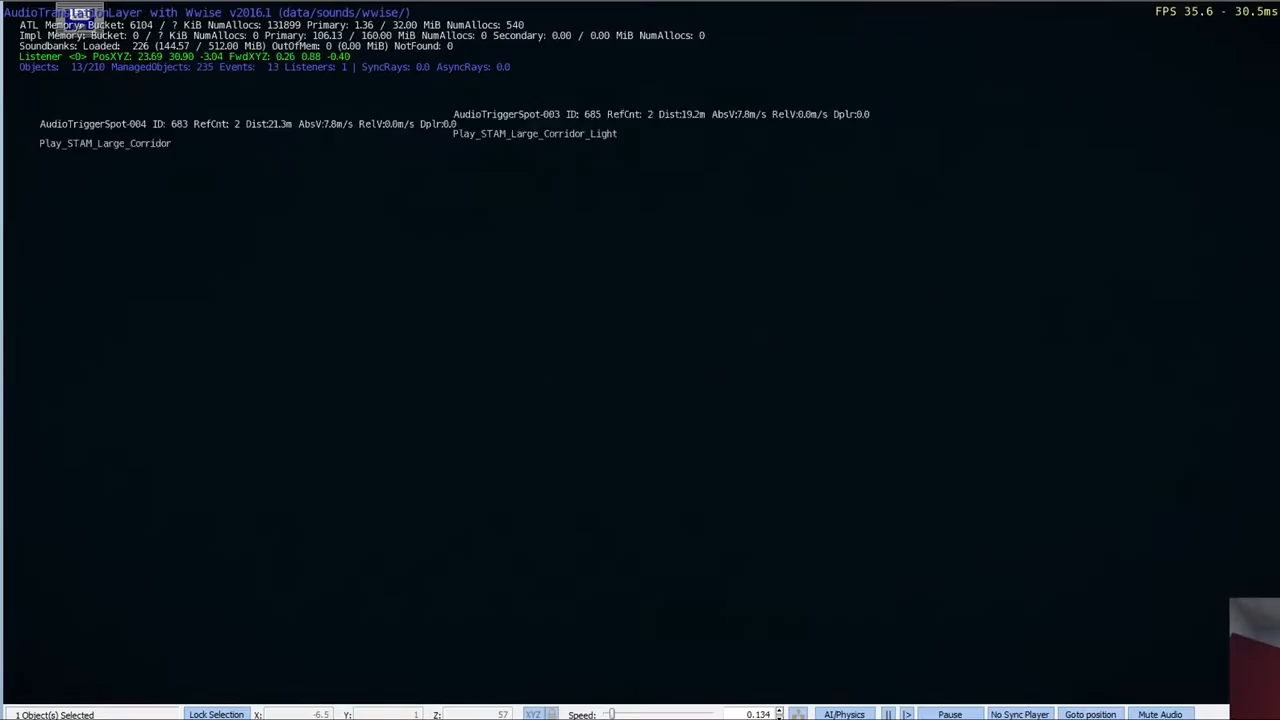 AudioTranslationLayer with Wwise v2016.1 (data/sounds/wwise/)
FPS 35.6 - 30.5ms
ATL Memory: Bucket: 6104 / ? KiB NumAllocs: 131899 Primary: 1.36 / 32.00 MiB NumAllocs: 540
Impl Memory: Bucket: 0 / ? KiB NumAllocs: 0 Primary: 106.13 / 160.00 MiB NumAllocs: 0 Secondary: 0.00 / 0.00 MiB NumAllocs: 0
Soundbanks: Loaded: 226 (144.57 / 512.00 MiB) OutOfMem: 0 (0.00 MiB) NotFound: 0
Listener <0> PosXYZ: 23.69 30.90 -3.04 FwdXYZ: 0.26 0.88 -0.40
Objects: 13/210 ManagedObjects: 235 Events: 13 Listeners: 1 | SyncRays: 0.0 AsyncRays: 0.0
AudioTriggerSpot-003 ID: 685 RefCnt: 2 Dist:19.2m AbsV:7.8m/s RelV:0.0m/s Dplr:0.0
AudioTriggerSpot-004 ID: 683 RefCnt: 2 Dist:21.3m AbsV:7.8m/s RelV:0.0m/s Dplr:0.0
Play_STAM_Large_Corridor_Light
Play_STAM_Large_Corridor
1 Object(s) Selected Lock Selection X: -6.5 Y: 1 Z: 57 XYZ Speed: 0.134 AI/Physics || |> Pause No Sync Player Goto position Mute Audio